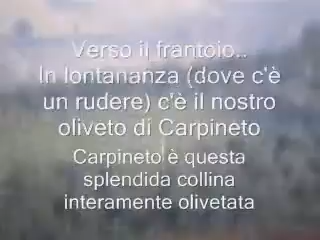 Verso il frantoio..
In lontananza (dove c'è
un rudere) c'è il nostro
oliveto di Carpineto
Carpineto è questa
splendida collina
interamente olivetata